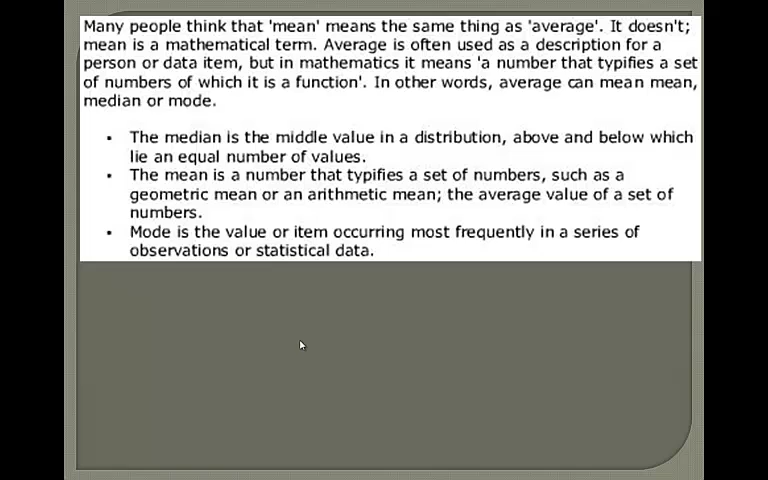 Many people think that 'mean' means the same thing as 'average'. It doesn't;
mean is a mathematical term. Average is often used as a description for a
person or data item, but in mathematics it means 'a number that typifies a set
of numbers of which it is a function'. In other words, average can mean mean,
median or mode.
▪ The median is the middle value in a distribution, above and below which
lie an equal number of values.
▪ The mean is a number that typifies a set of numbers, such as a
geometric mean or an arithmetic mean; the average value of a set of
numbers.
▪ Mode is the value or item occurring most frequently in a series of
observations or statistical data.